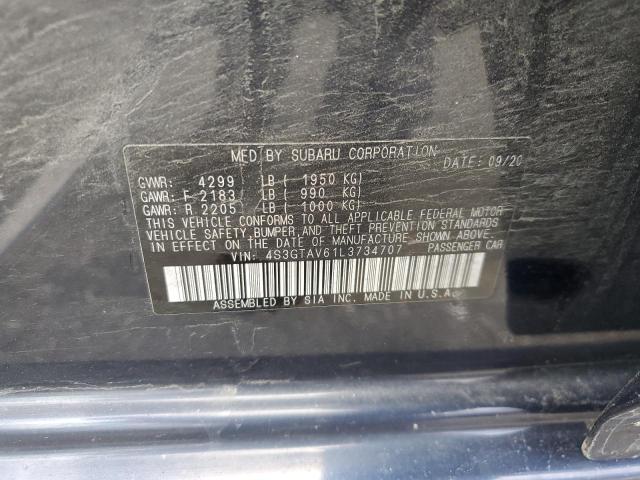 MFD BY SUBARU CORPORATION DATE: 09/20
GVWR: 4299 LB ( 1950 KG)
GAWR: F 2183 LB ( 990 KG)
GAWR: R 2205 LB ( 1000 KG)
THIS VEHICLE CONFORMS TO ALL APPLICABLE FEDERAL MOTOR
VEHICLE SAFETY, BUMPER, AND THEFT PREVENTION STANDARDS
IN EFFECT ON THE DATE OF MANUFACTURE SHOWN ABOVE.
VIN: 4S3GTAV61L3734707 PASSENGER CAR
ASSEMBLED BY SIA INC. MADE IN U.S.A.